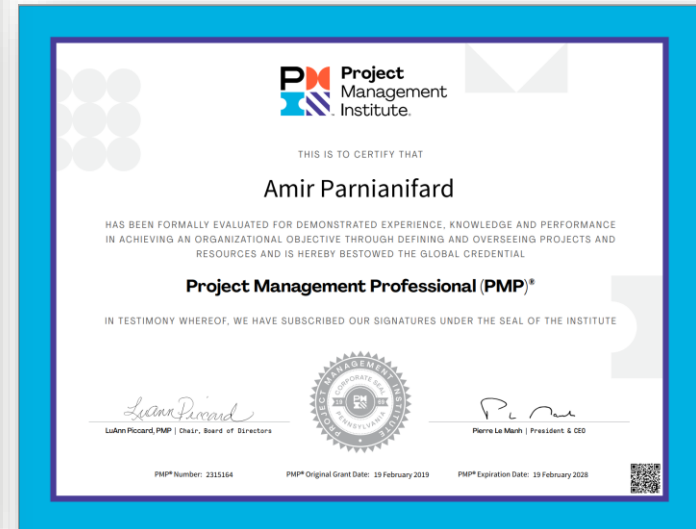 PM
Project
Management
Institute.
THIS IS TO CERTIFY THAT
Amir Parnianifard
HAS BEEN FORMALLY EVALUATED FOR DEMONSTRATED EXPERIENCE, KNOWLEDGE AND PERFORMANCE
IN ACHIEVING AN ORGANIZATIONAL OBJECTIVE THROUGH DEFINING AND OVERSEEING PROJECTS AND
RESOURCES AND IS HEREBY BESTOWED THE GLOBAL CREDENTIAL
Project Management Professional (PMP)®
IN TESTIMONY WHEREOF, WE HAVE SUBSCRIBED OUR SIGNATURES UNDER THE SEAL OF THE INSTITUTE
PROJECT MANAGEMENT INSTITUTE
CORPORATE SEAL
19 69
PENNSYLVANIA
LuAnn Piccard
LuAnn Piccard, PMP | Chair, Board of Directors
Pierre Le Manh | President & CEO
PMP® Number: 2315164 PMP® Original Grant Date: 19 February 2019 PMP® Expiration Date: 19 February 2028